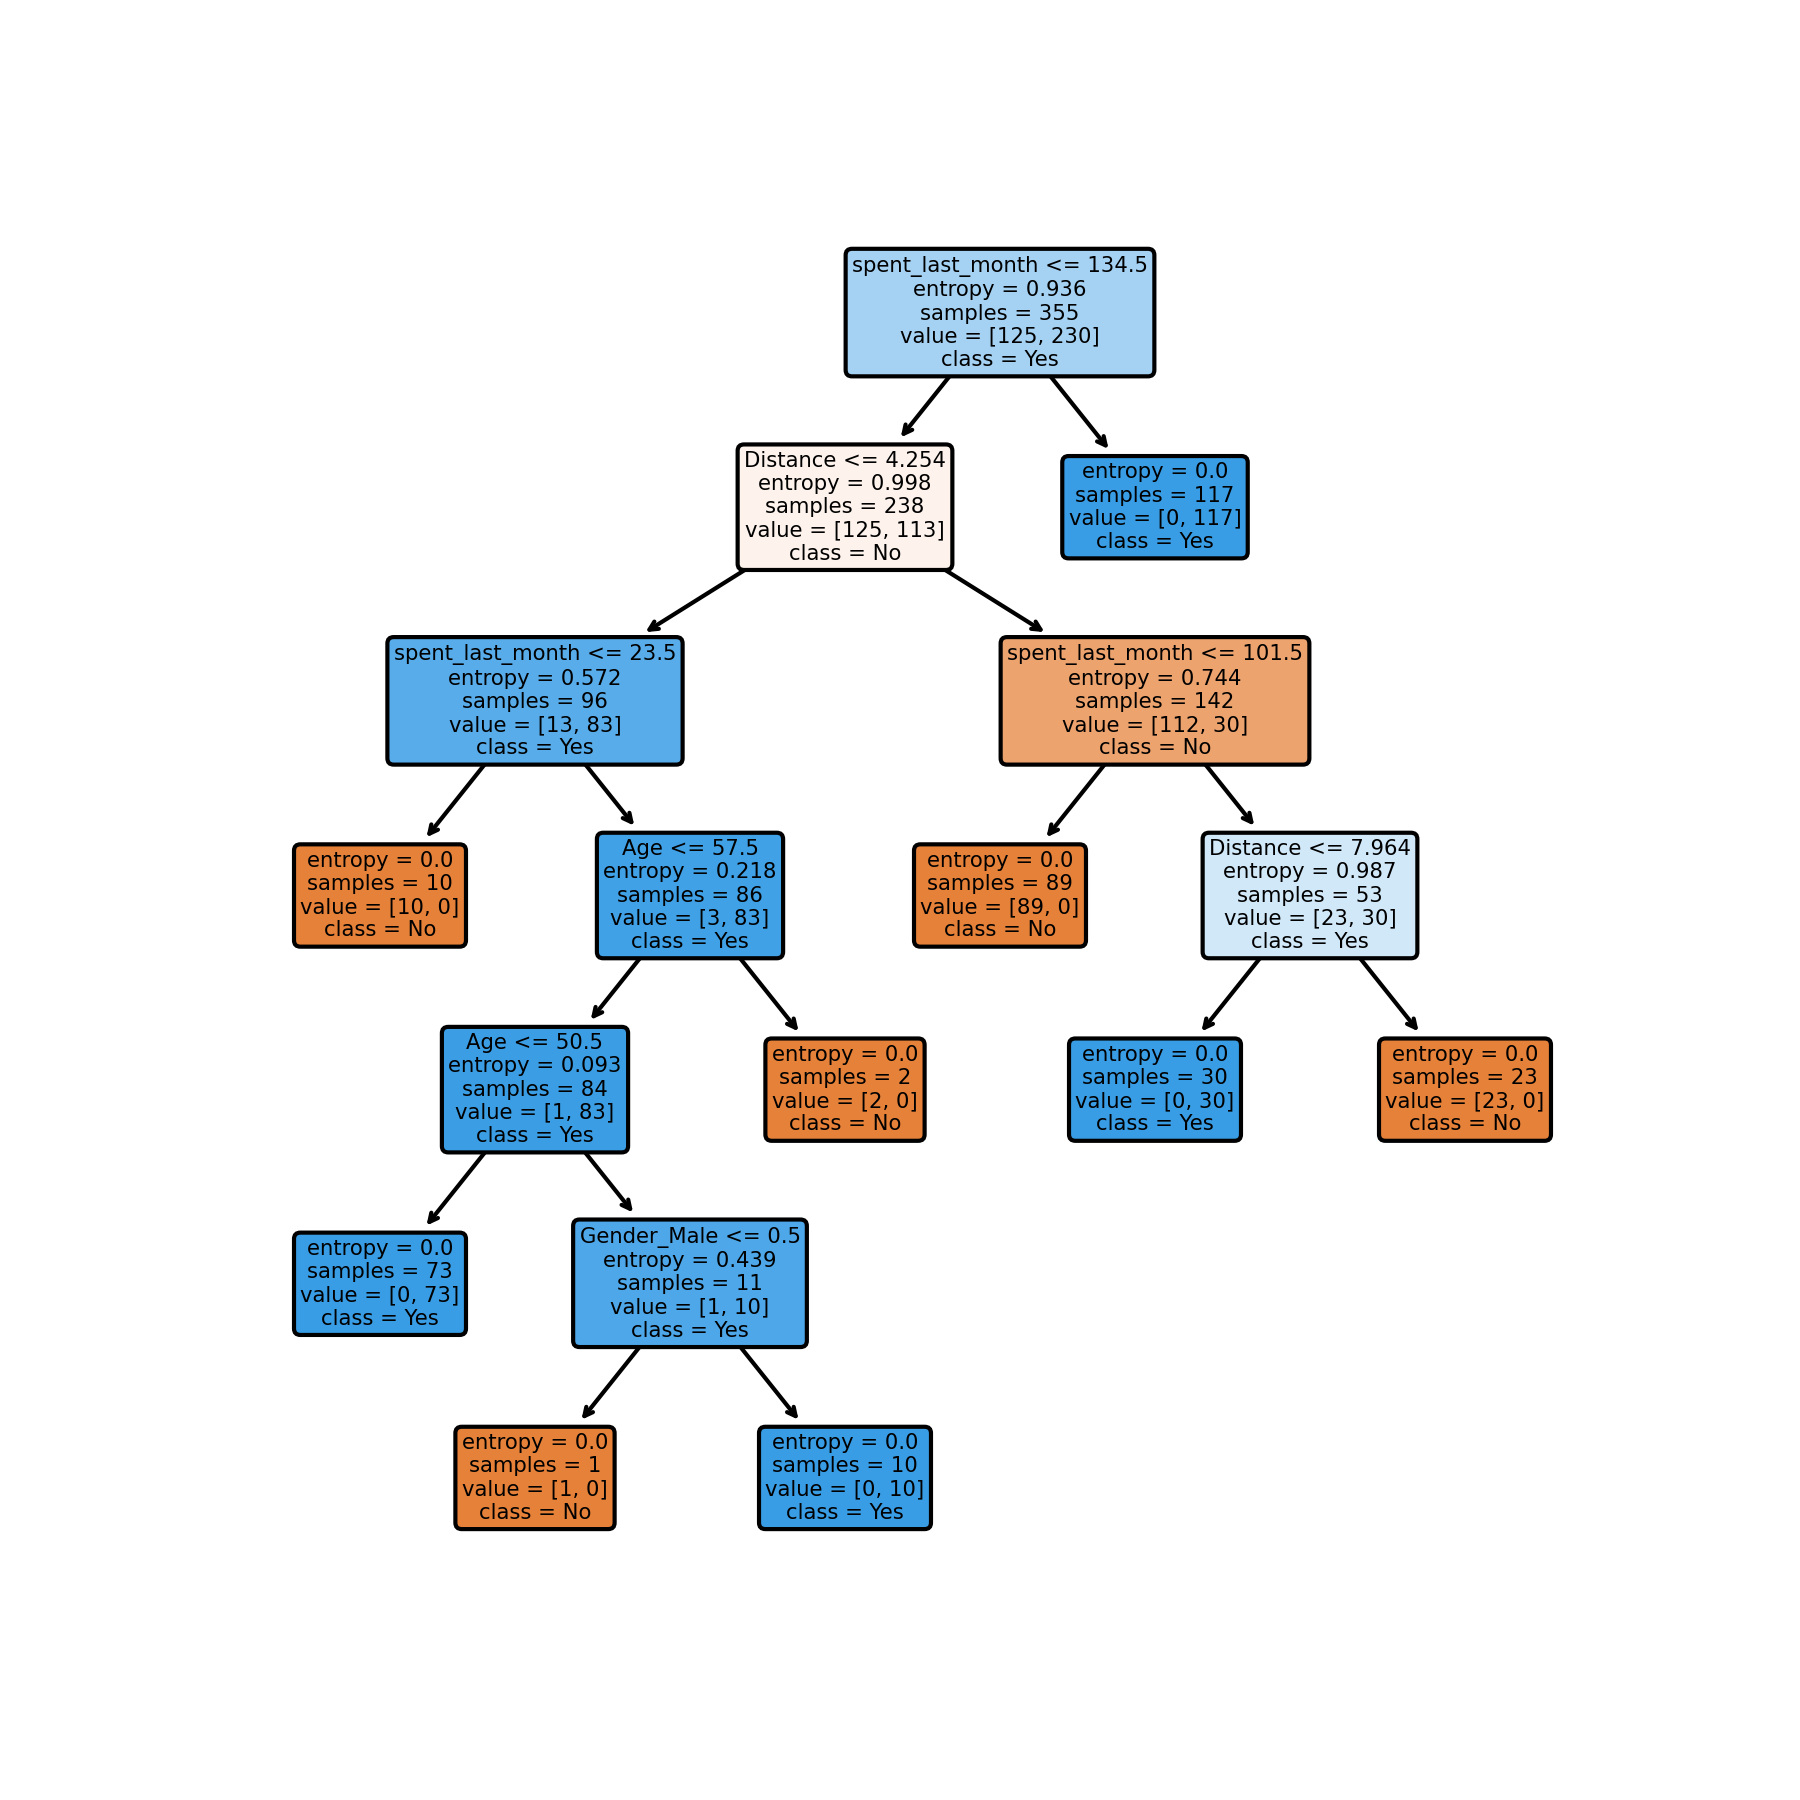 spent_last_month <= 134.5
entropy = 0.936
samples = 355
value = [125, 230]
class = Yes
Distance <= 4.254
entropy = 0.998
samples = 238
value = [125, 113]
class = No
entropy = 0.0
samples = 117
value = [0, 117]
class = Yes
spent_last_month <= 23.5
entropy = 0.572
samples = 96
value = [13, 83]
class = Yes
spent_last_month <= 101.5
entropy = 0.744
samples = 142
value = [112, 30]
class = No
entropy = 0.0
samples = 10
value = [10, 0]
class = No
Age <= 57.5
entropy = 0.218
samples = 86
value = [3, 83]
class = Yes
entropy = 0.0
samples = 89
value = [89, 0]
class = No
Distance <= 7.964
entropy = 0.987
samples = 53
value = [23, 30]
class = Yes
Age <= 50.5
entropy = 0.093
samples = 84
value = [1, 83]
class = Yes
entropy = 0.0
samples = 2
value = [2, 0]
class = No
entropy = 0.0
samples = 30
value = [0, 30]
class = Yes
entropy = 0.0
samples = 23
value = [23, 0]
class = No
entropy = 0.0
samples = 73
value = [0, 73]
class = Yes
Gender_Male <= 0.5
entropy = 0.439
samples = 11
value = [1, 10]
class = Yes
entropy = 0.0
samples = 1
value = [1, 0]
class = No
entropy = 0.0
samples = 10
value = [0, 10]
class = Yes